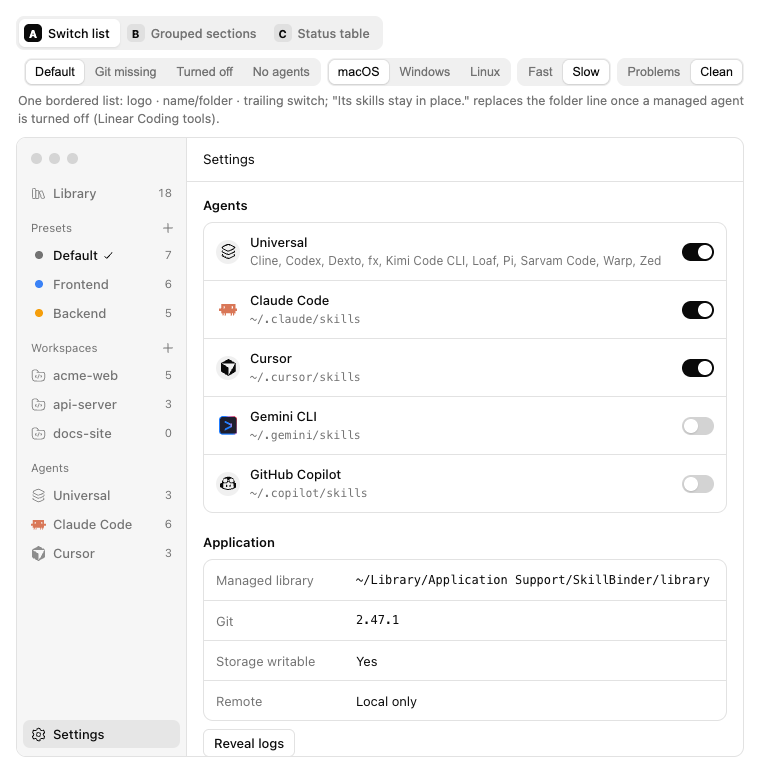 A Switch list B Grouped sections C Status table
Default Git missing Turned off No agents macOS Windows Linux Fast Slow Problems Clean
One bordered list: logo · name/folder · trailing switch; "Its skills stay in place." replaces the folder line once a managed agent
is turned off (Linear Coding tools).
Library 18
Presets
Default 7
Frontend 6
Backend 5
Workspaces
acme-web 5
api-server 3
docs-site 0
Agents
Universal 3
Claude Code 6
Cursor 3
Settings
Settings
Agents
Universal
Cline, Codex, Dexto, fx, Kimi Code CLI, Loaf, Pi, Sarvam Code, Warp, Zed
Claude Code
~/.claude/skills
Cursor
~/.cursor/skills
Gemini CLI
~/.gemini/skills
GitHub Copilot
~/.copilot/skills
Application
Managed library ~/Library/Application Support/SkillBinder/library
Git 2.47.1
Storage writable Yes
Remote Local only
Reveal logs